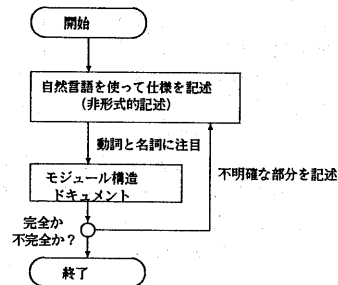 開始
自然言語を使って仕様を記述
(非形式的記述)
動詞と名詞に注目
モジュール構造
ドキュメント
不明確な部分を記述
完全か
不完全か?
終了